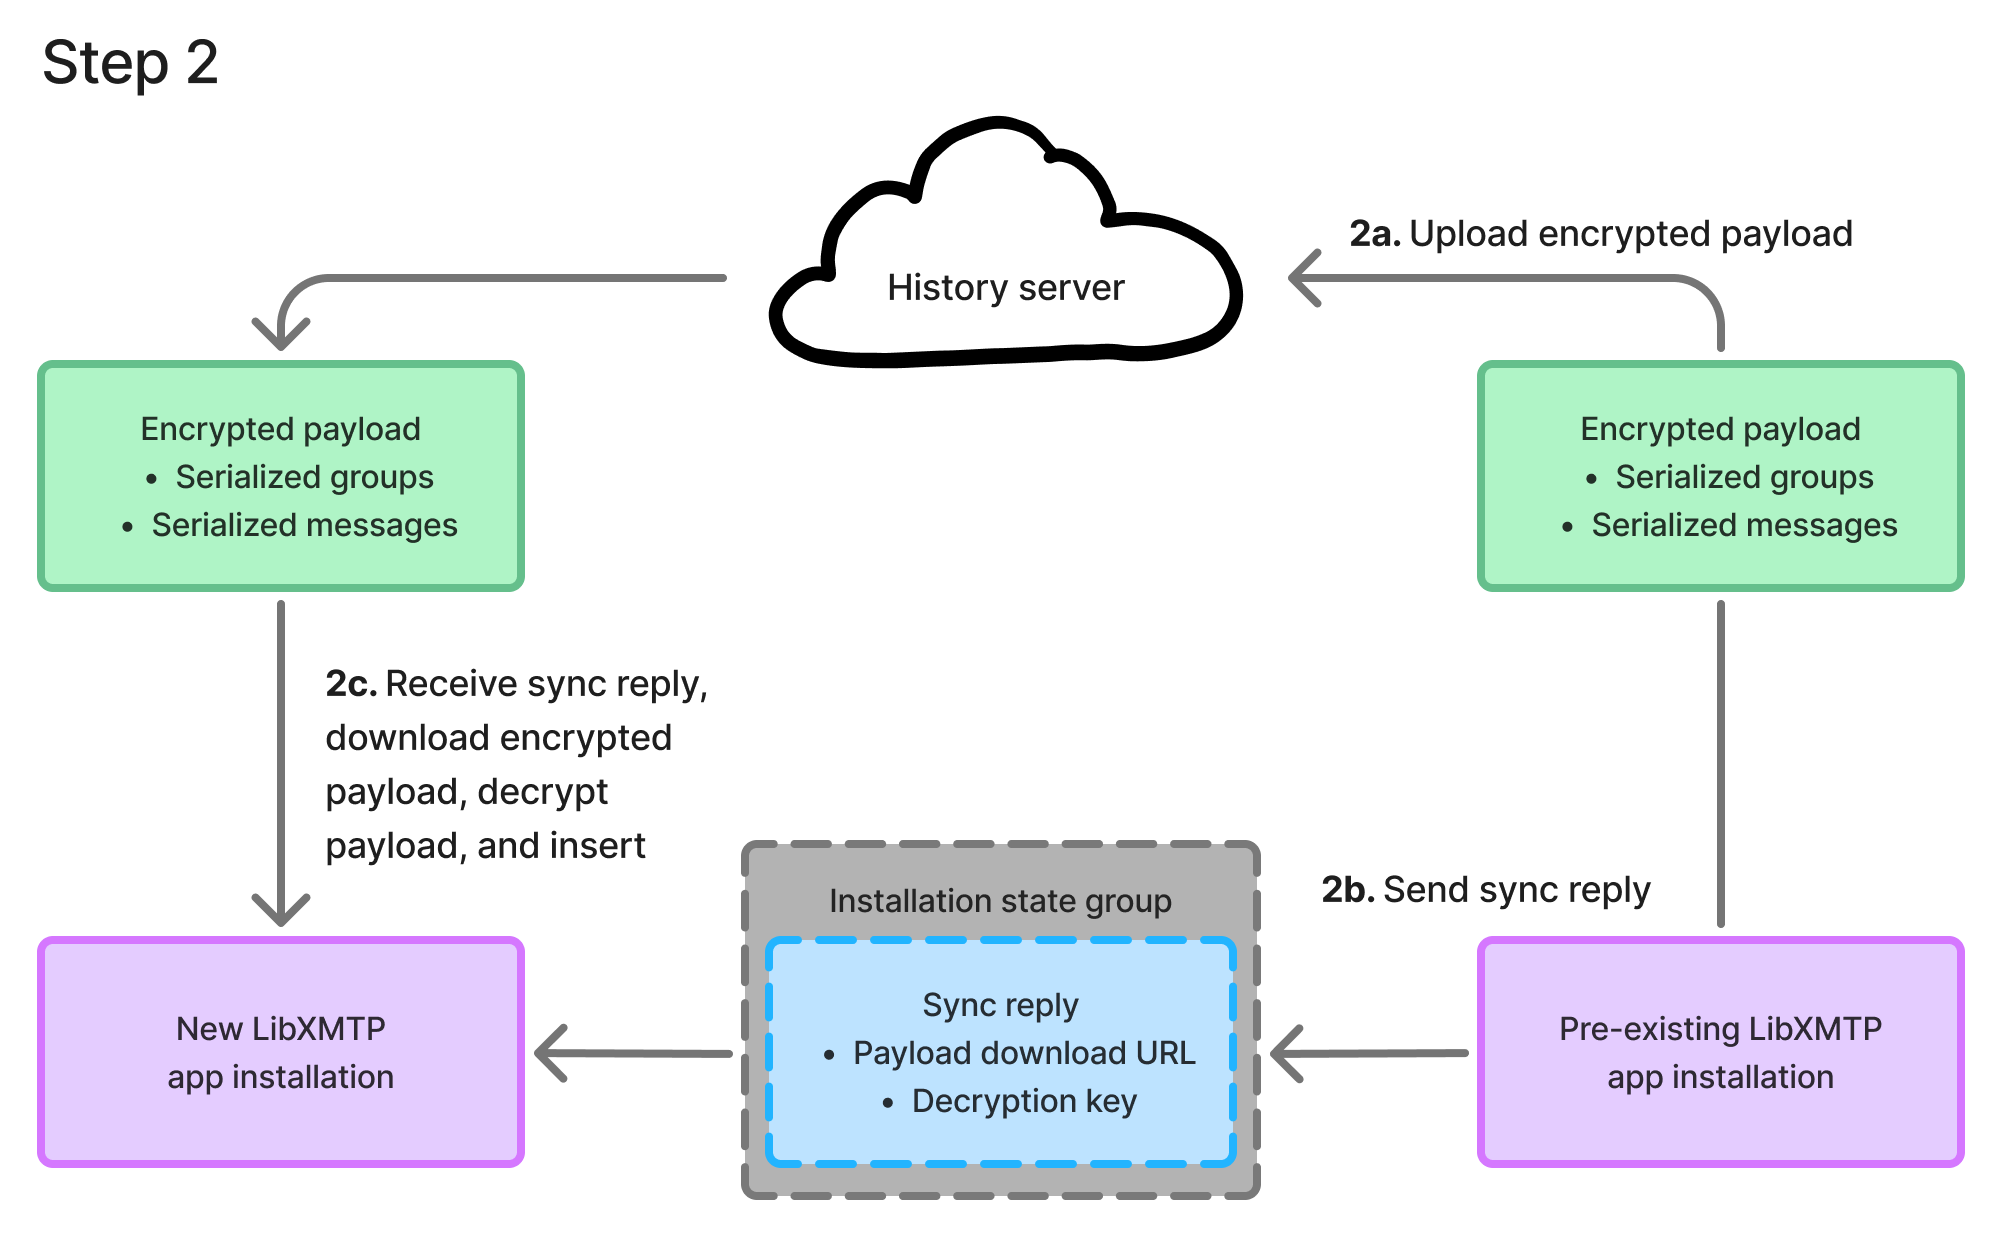 Step 2
History server
2a. Upload encrypted payload
Encrypted payload
• Serialized groups
• Serialized messages
Encrypted payload
• Serialized groups
• Serialized messages
2c. Receive sync reply,
download encrypted
payload, decrypt
payload, and insert
2b. Send sync reply
Installation state group
Sync reply
• Payload download URL
• Decryption key
New LibXMTP
app installation
Pre-existing LibXMTP
app installation